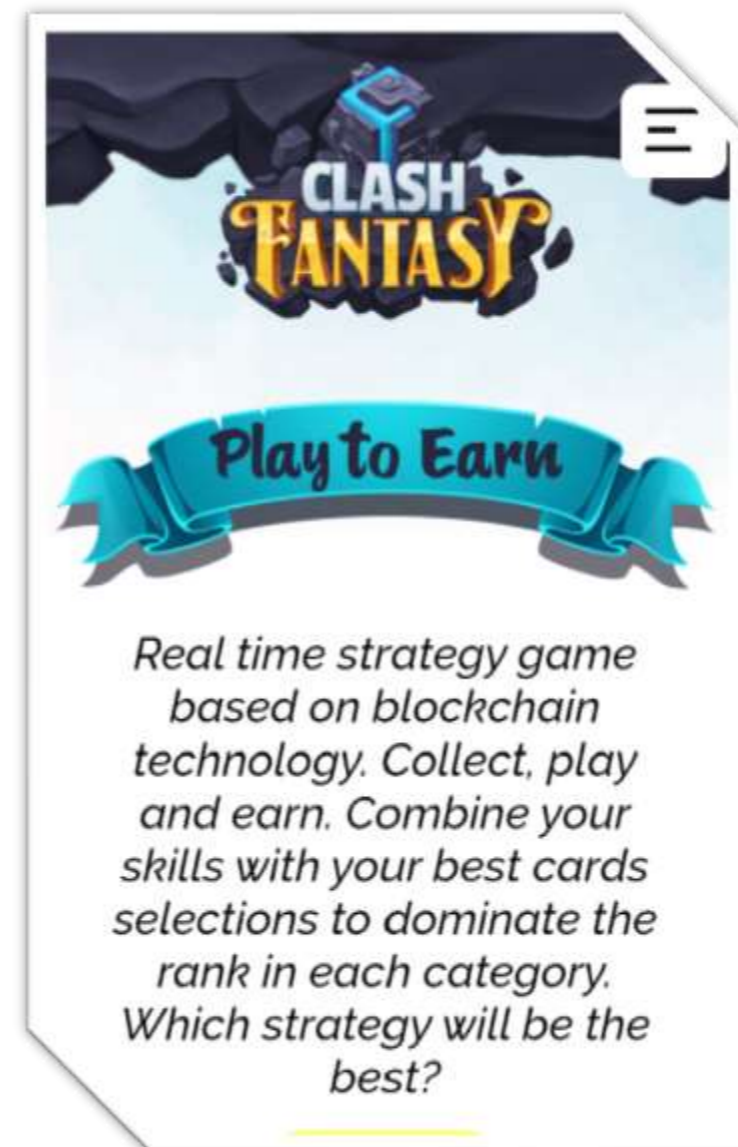 CLASH
FANTASY
Play to Earn
Real time strategy game
based on blockchain
technology. Collect, play
and earn. Combine your
skills with your best cards
selections to dominate the
rank in each category.
Which strategy will be the
best?